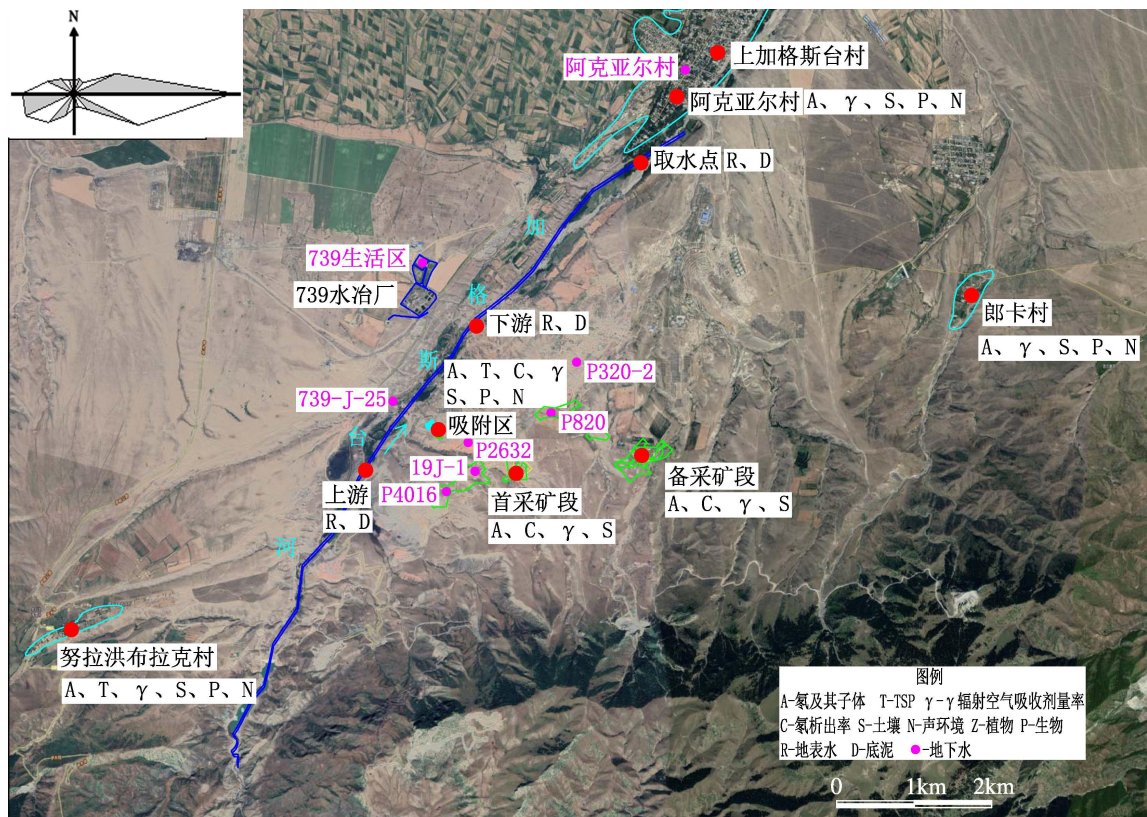 N
上加格斯台村
阿克亚尔村
阿克亚尔村 A、γ、S、P、N
取水点 R、D
加
739生活区
739水冶厂
格
郎卡村
A、γ、S、P、N
下游 R、D
斯
A、T、C、γ
S、P、N
P320-2
739-J-25
P820
吸附区
台
P2632
19J-1
P4016
上游
R、D
首采矿段
A、C、γ、S
备采矿段
A、C、γ、S
河
努拉洪布拉克村
A、T、γ、S、P、N
图例
A-氡及其子体 T-TSP γ-γ辐射空气吸收剂量率
C-氡析出率 S-土壤 N-声环境 Z-植物 P-生物
R-地表水 D-底泥 -地下水
0 1km 2km